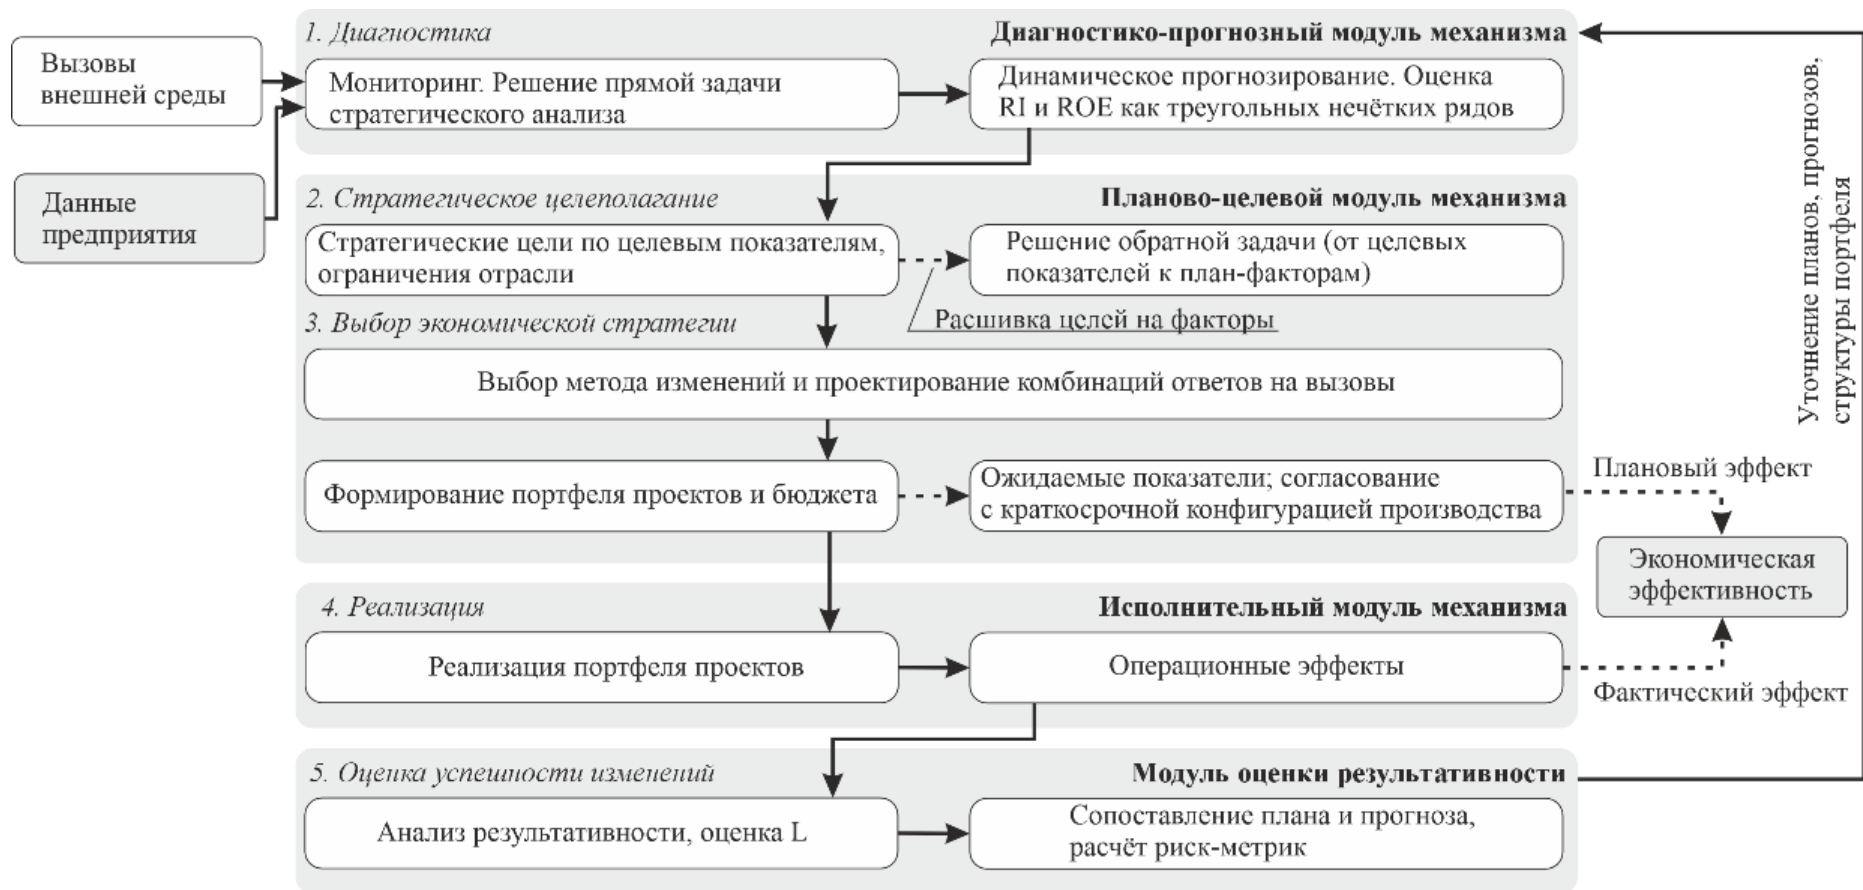 Вызовы
внешней среды
Данные
предприятия
1. Диагностика
Диагностико-прогнозный модуль механизма
Мониторинг. Решение прямой задачи
стратегического анализа
Динамическое прогнозирование. Оценка
RI и ROE как треугольных нечётких рядов
2. Стратегическое целеполагание
Планово-целевой модуль механизма
Стратегические цели по целевым показателям,
ограничения отрасли
Решение обратной задачи (от целевых
показателей к план-факторам)
Расшивка целей на факторы
3. Выбор экономической стратегии
Выбор метода изменений и проектирование комбинаций ответов на вызовы
Формирование портфеля проектов и бюджета
Ожидаемые показатели; согласование
с краткосрочной конфигурацией производства
4. Реализация
Исполнительный модуль механизма
Реализация портфеля проектов
Операционные эффекты
5. Оценка успешности изменений
Модуль оценки результативности
Анализ результативности, оценка L
Сопоставление плана и прогноза,
расчёт риск-метрик
Плановый эффект
Экономическая
эффективность
Фактический эффект
Уточнение планов, прогнозов,
структуры портфеля